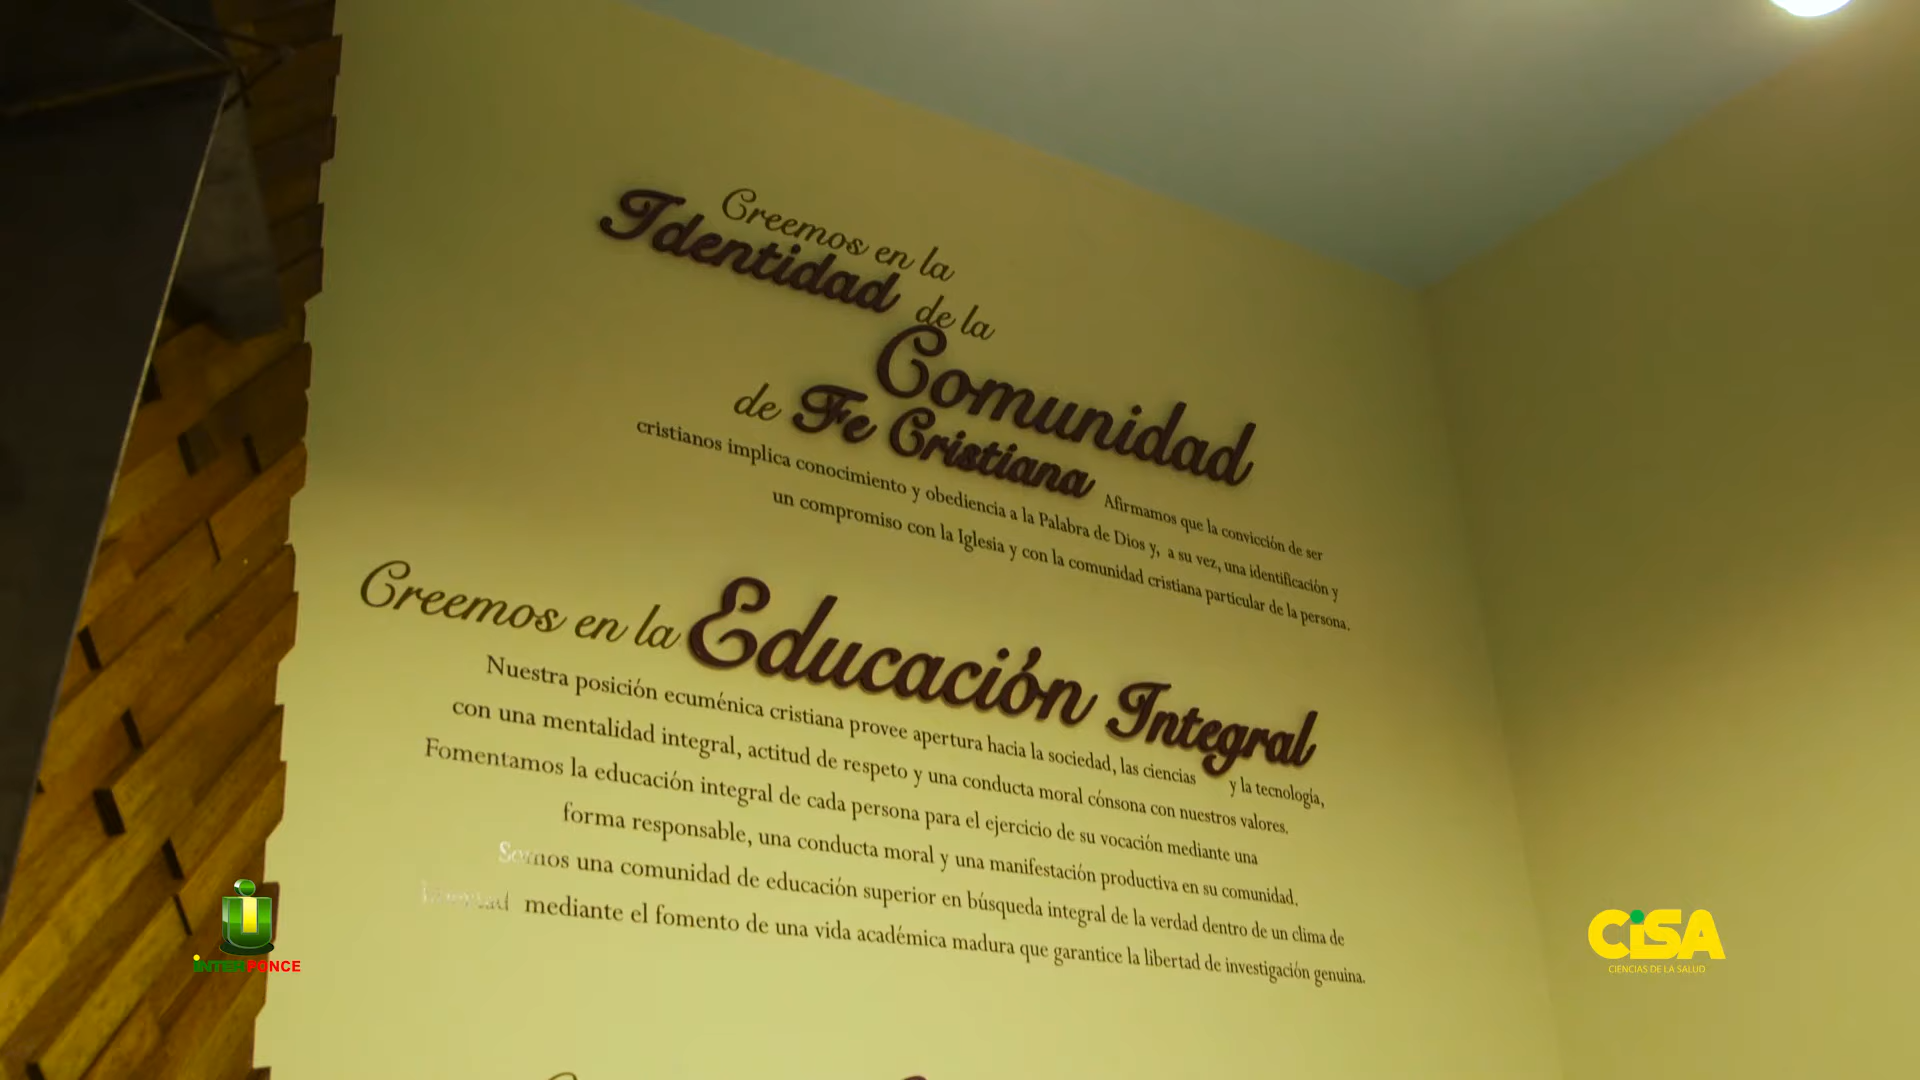 Creemos en la
Identidad de la
Comunidad
de Fe Cristiana Afirmamos que la convicción de ser
cristianos implica conocimiento y obediencia a la Palabra de Dios y, a su vez, una identificación y
un compromiso con la Iglesia y con la comunidad cristiana particular de la persona.
Creemos en la Educación Integral
Nuestra posición ecuménica cristiana provee apertura hacia la sociedad, las ciencias y la tecnología,
con una mentalidad integral, actitud de respeto y una conducta moral cónsona con nuestros valores.
Fomentamos la educación integral de cada persona para el ejercicio de su vocación mediante una
forma responsable, una conducta moral y una manifestación productiva en su comunidad.
Somos una comunidad de educación superior en búsqueda integral de la verdad dentro de un clima de
libertad mediante el fomento de una vida académica madura que garantice la libertad de investigación genuina.
INTER PONCE
CiSA
CIENCIAS DE LA SALUD